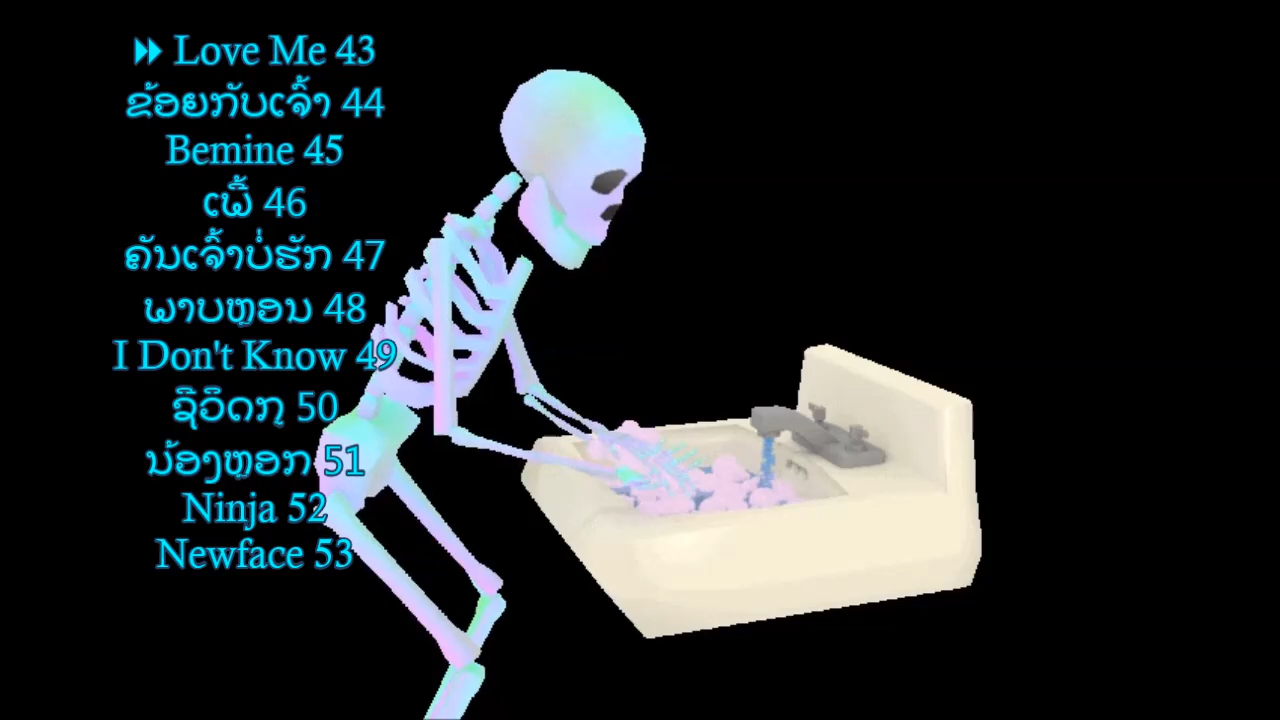 ⏩ Love Me 43
ຂ້ອຍກັບເຈົ້າ 44
Bemine 45
ເພື້ 46
ຄັນເຈົ້າບໍ່ຮັກ 47
ພາບຫຼອນ 48
I Don't Know 49
ຊີວິດກູ 50
ນ້ອງຫຼອກ 51
Ninja 52
Newface 53